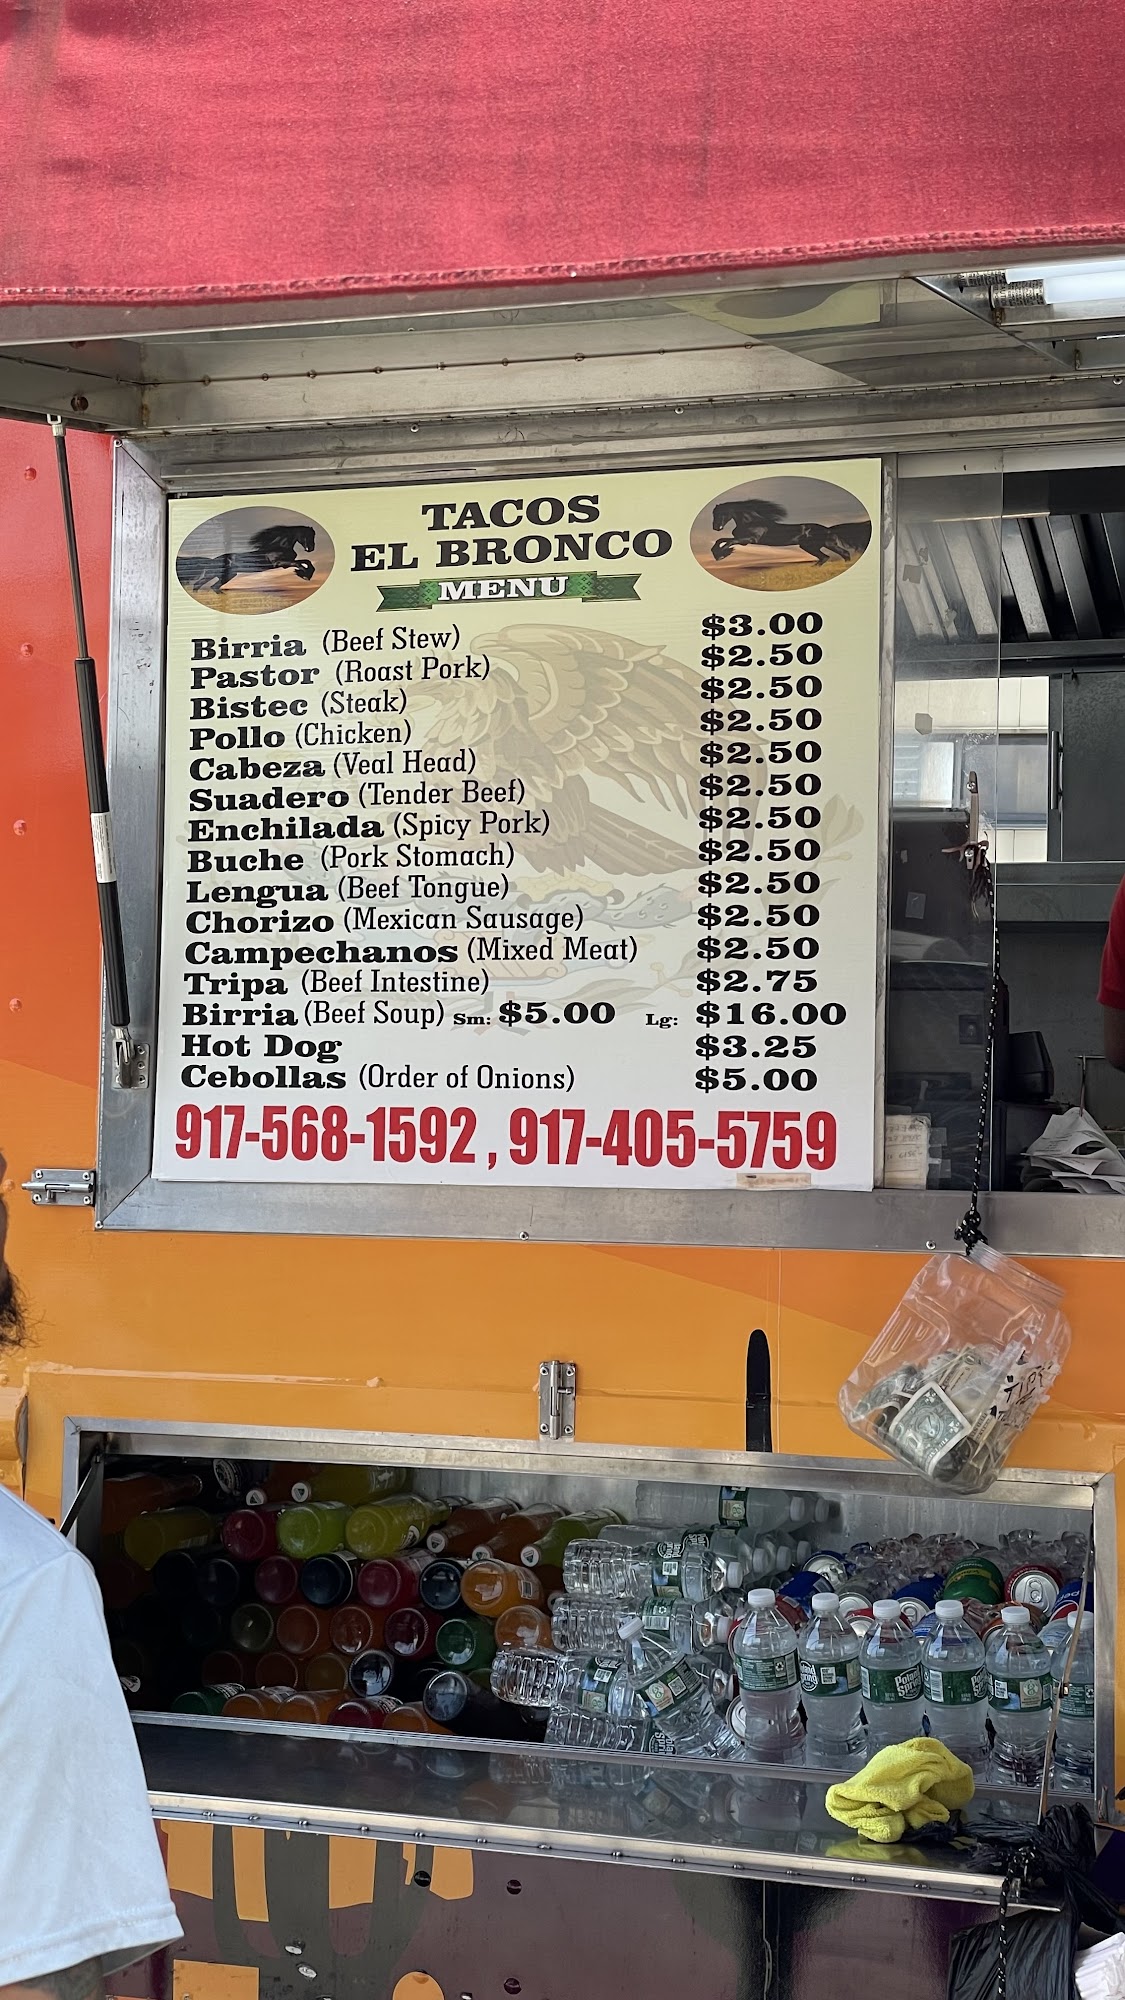 TACOS
EL BRONCO
MENU
Birria (Beef Stew) $3.00
Pastor (Roast Pork) $2.50
Bistec (Steak) $2.50
Pollo (Chicken) $2.50
Cabeza (Veal Head) $2.50
Suadero (Tender Beef) $2.50
Enchilada (Spicy Pork) $2.50
Buche (Pork Stomach) $2.50
Lengua (Beef Tongue) $2.50
Chorizo (Mexican Sausage) $2.50
Campechanos (Mixed Meat) $2.50
Tripa (Beef Intestine) $2.75
Birria (Beef Soup) Sm: $5.00 Lg: $16.00
Hot Dog $3.25
Cebollas (Order of Onions) $5.00
917-568-1592 , 917-405-5759
"TIPS"
Poland Spring